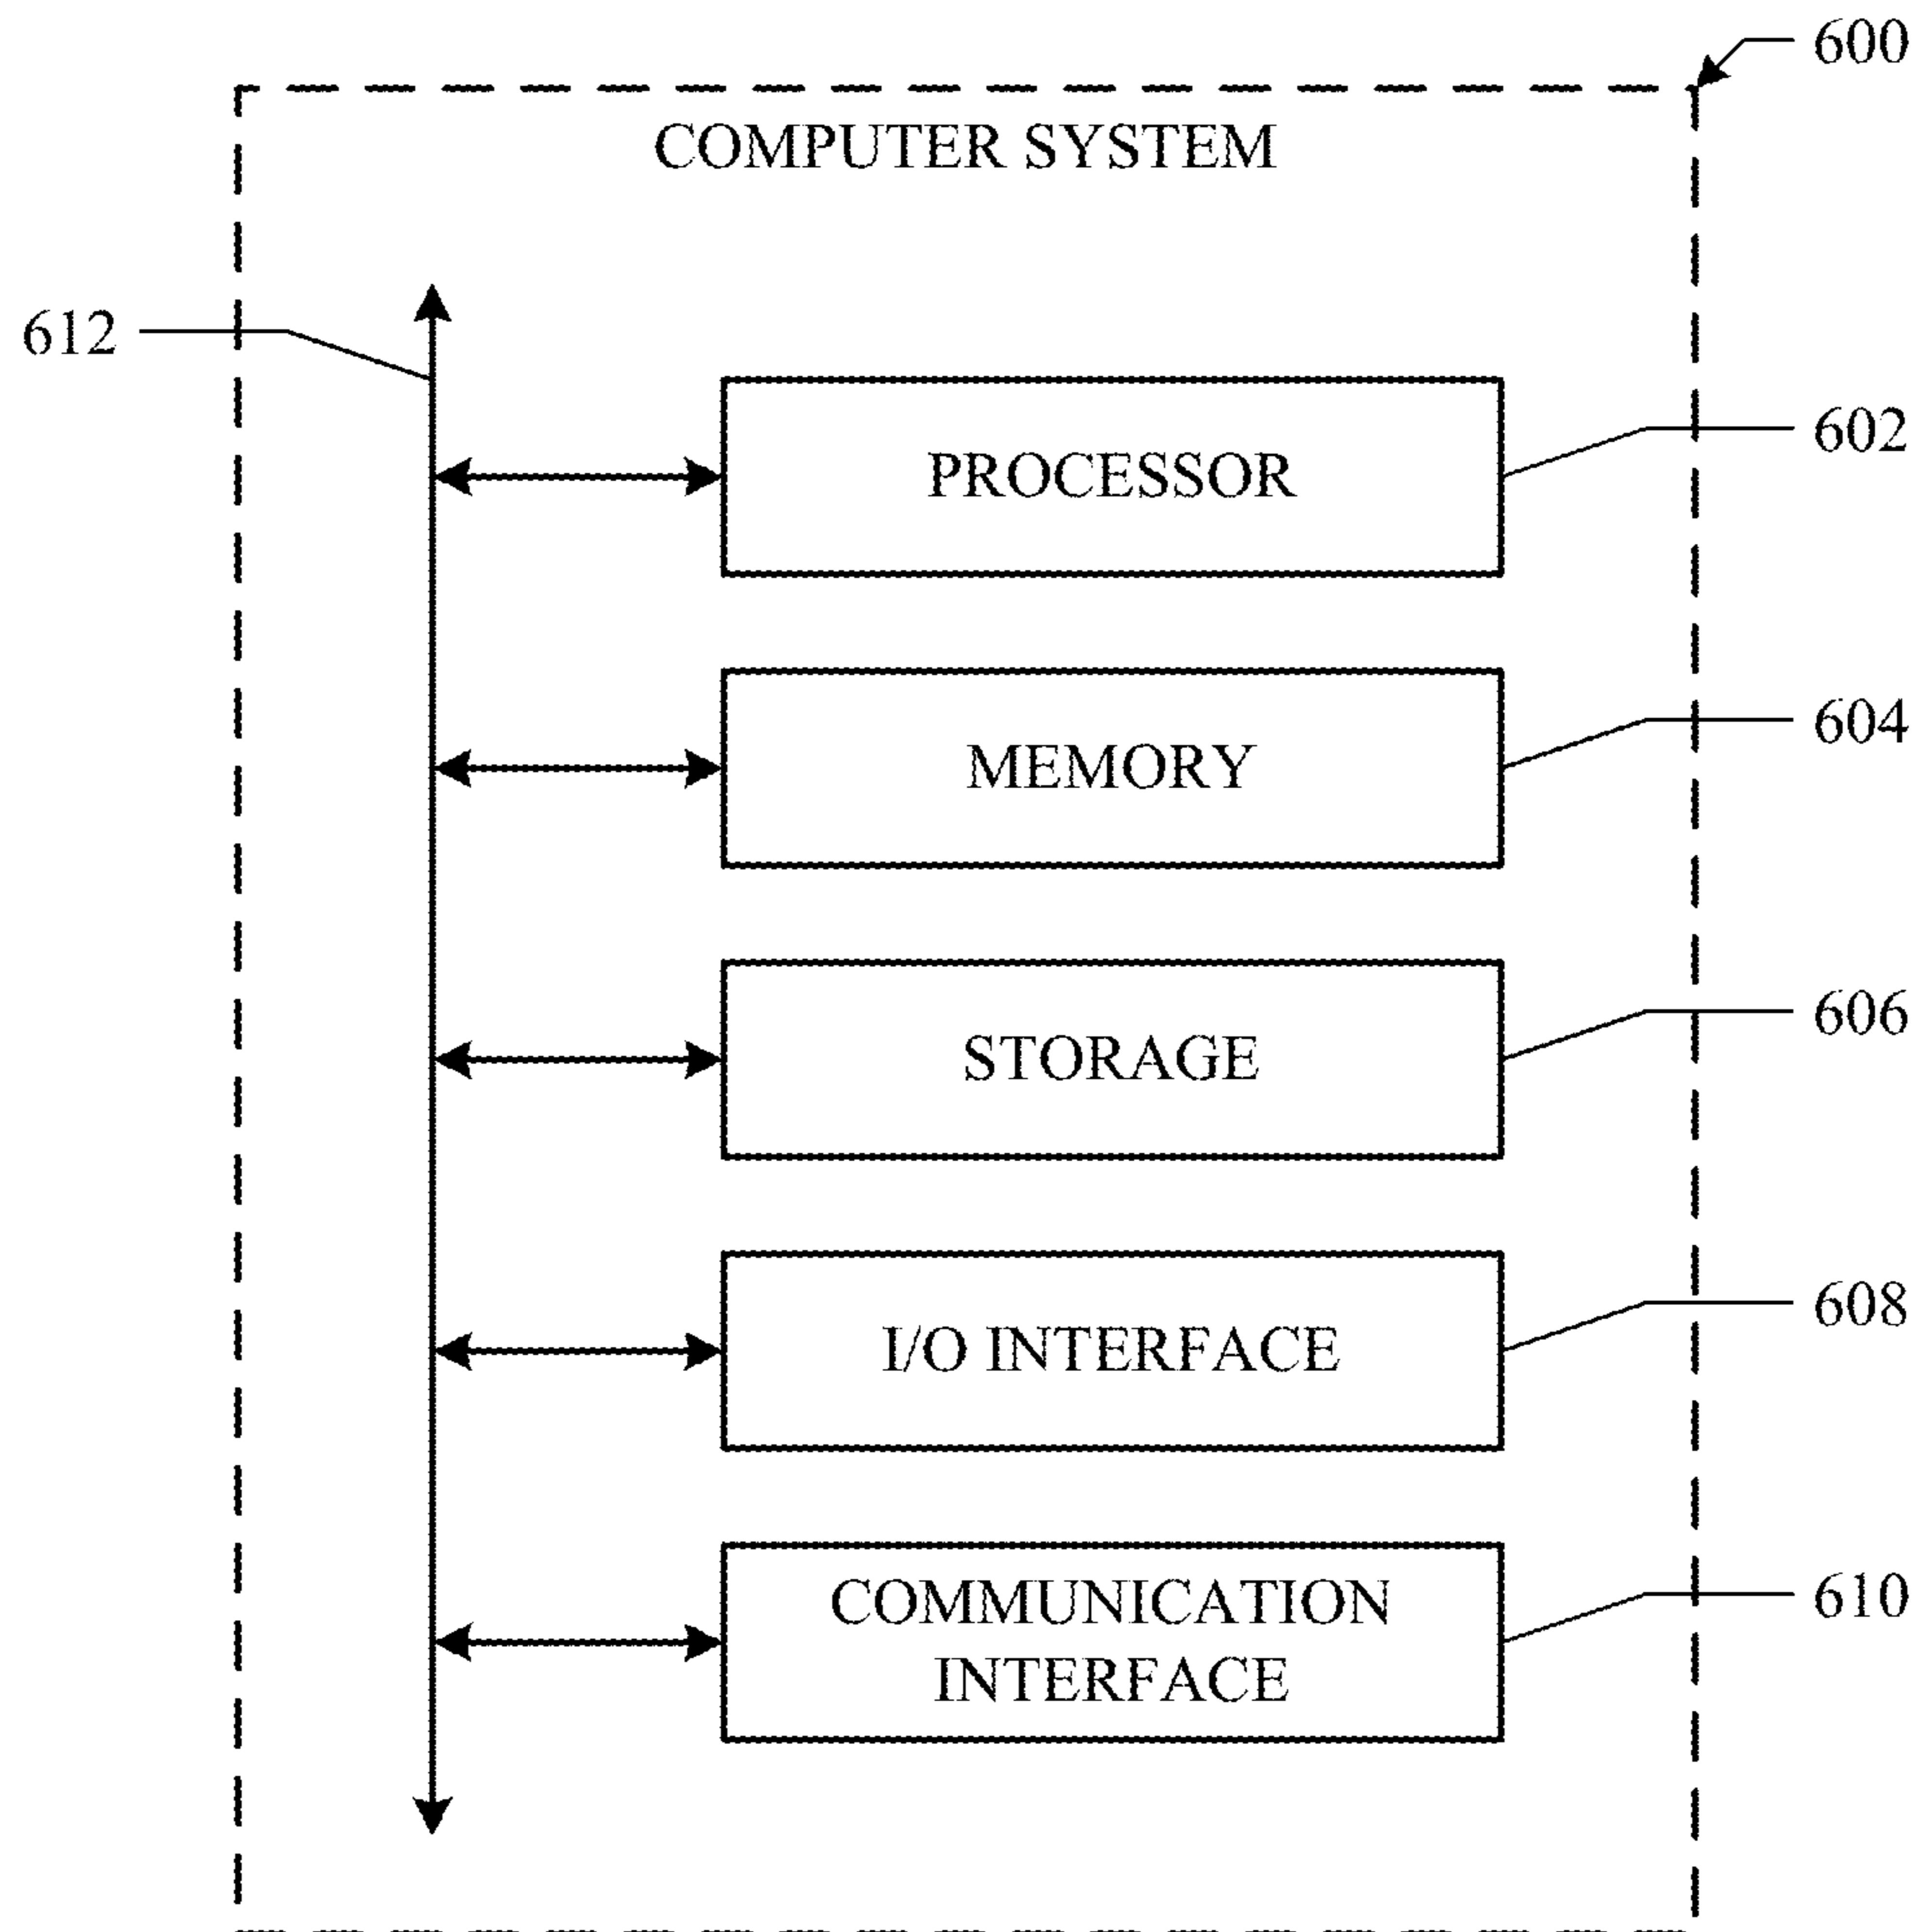 600
COMPUTER SYSTEM
612
PROCESSOR
602
MEMORY
604
STORAGE
606
I/O INTERFACE
608
COMMUNICATION
INTERFACE
610